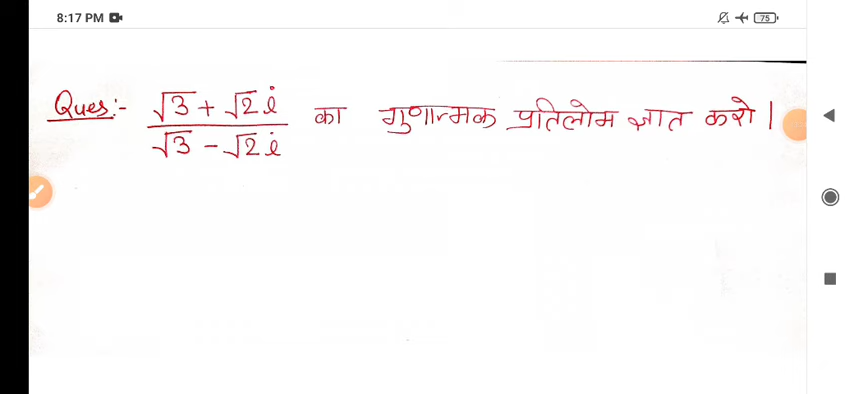 8:17 PM
75
Ques:- (√3 + √2 i) / (√3 - √2 i) का गुणात्मक प्रतिलोम ज्ञात करो |